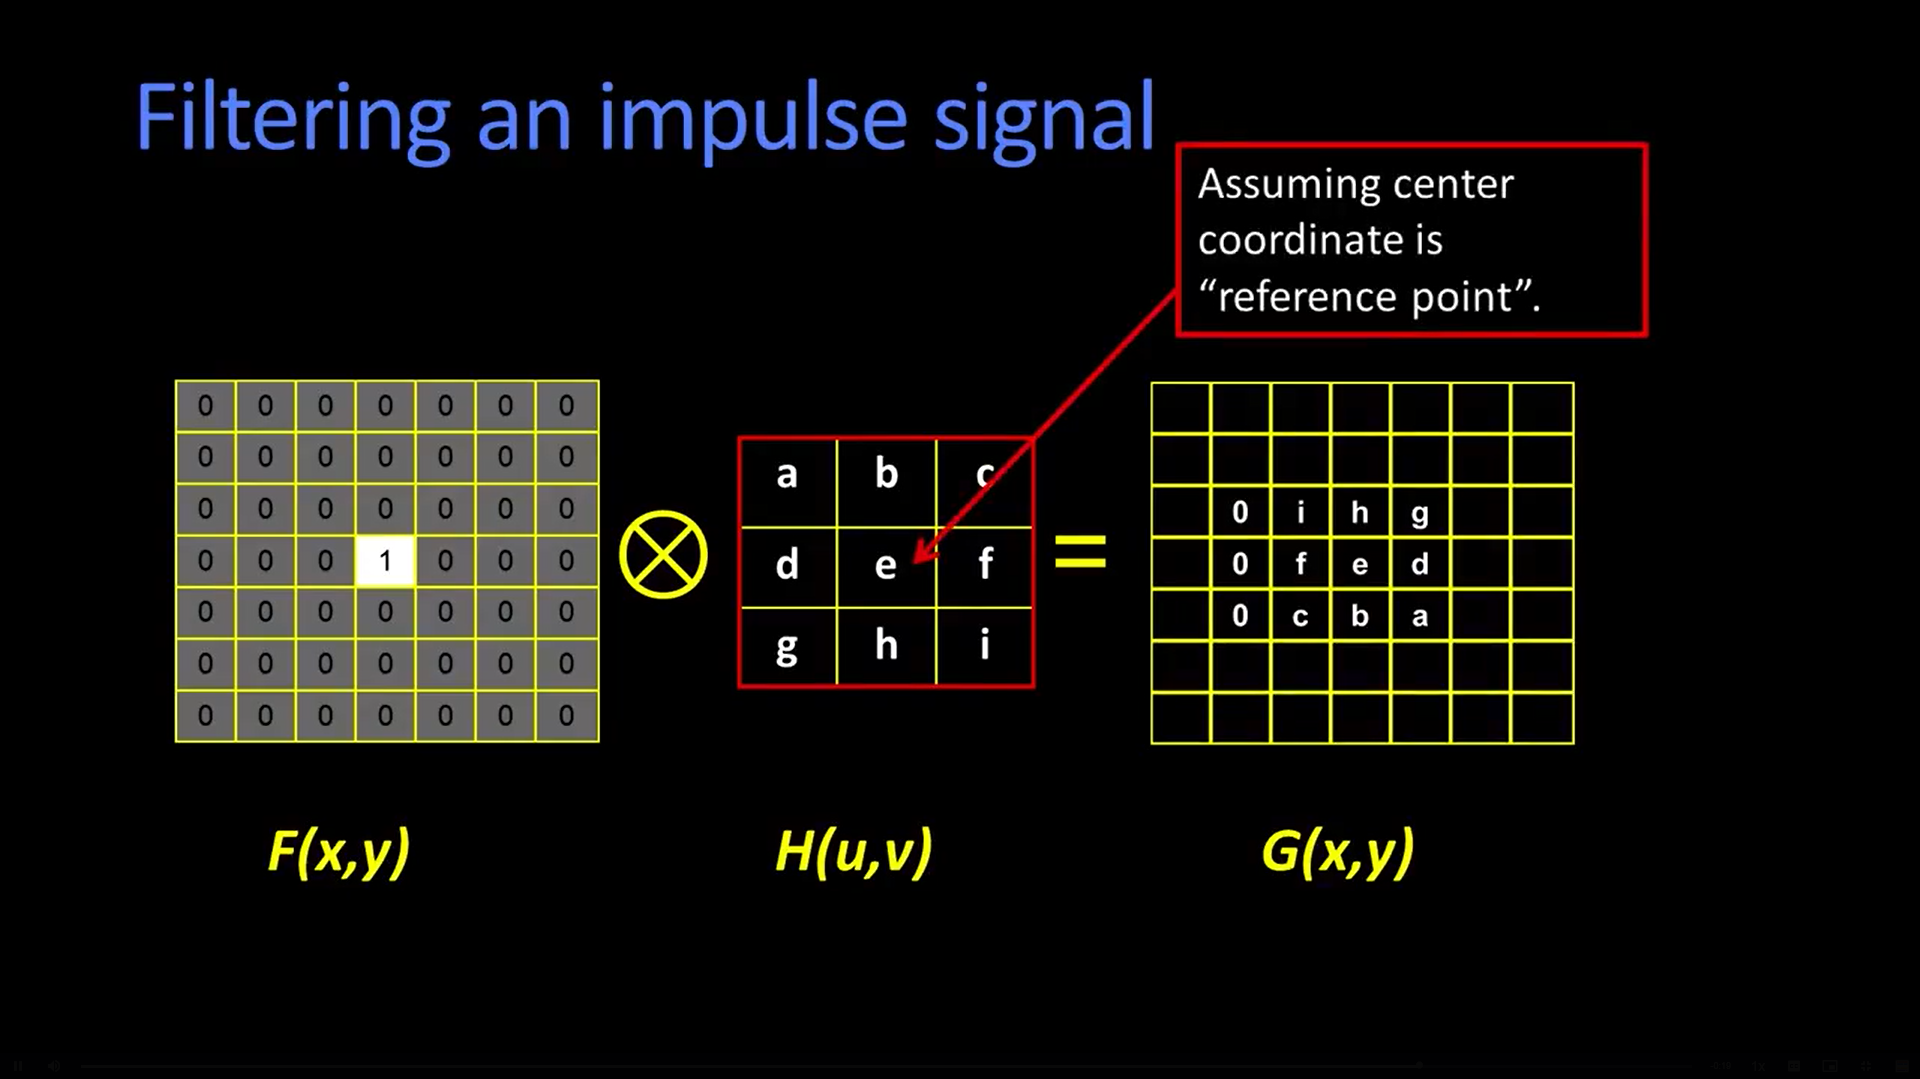 Filtering an impulse signal
Assuming center
coordinate is
“reference point”.
0 0 0 0 0 0 0
0 0 0 0 0 0 0
0 0 0 0 0 0 0
0 0 0 1 0 0 0
0 0 0 0 0 0 0
0 0 0 0 0 0 0
0 0 0 0 0 0 0
a b c
d e f
g h i
=
0 i h g
0 f e d
0 c b a
F(x,y)
H(u,v)
G(x,y)